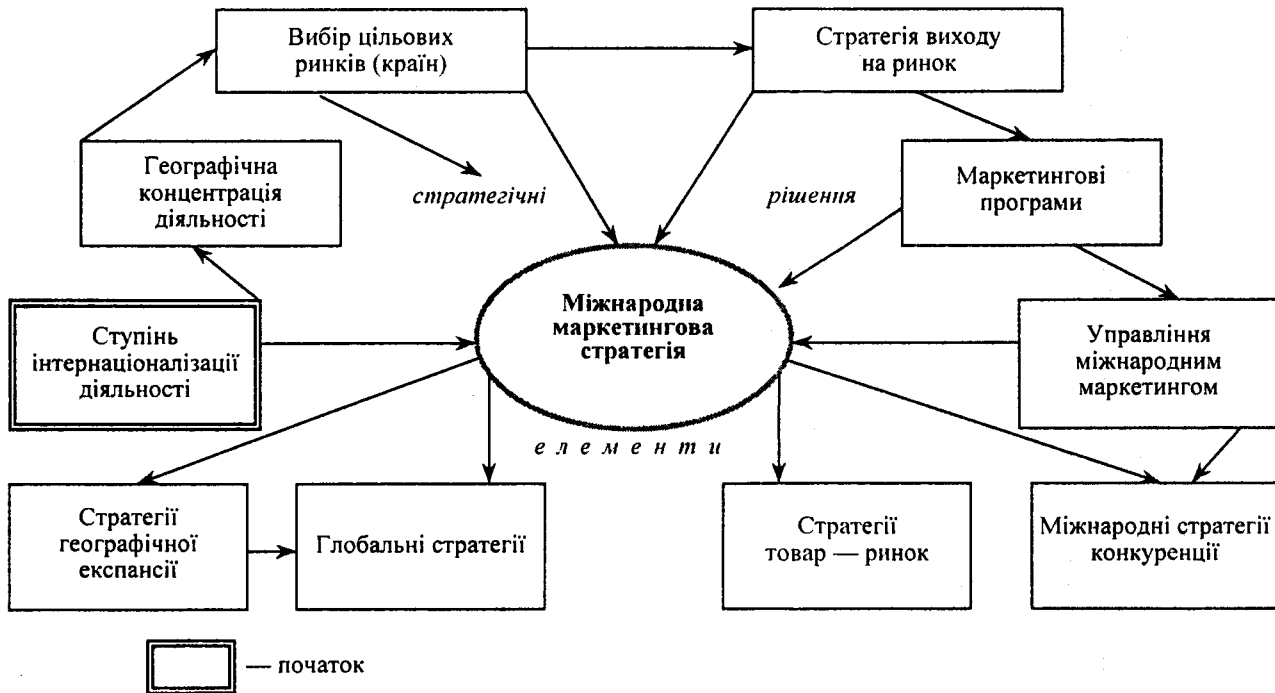 Вибір цільових
ринків (країн)
Стратегія виходу
на ринок
Географічна
концентрація
діяльності
стратегічні
рішення
Маркетингові
програми
Міжнародна
маркетингова
стратегія
Ступінь
інтернаціоналізації
діяльності
Управління
міжнародним
маркетингом
елементи
Стратегії
географічної
експансії
Глобальні стратегії
Стратегії
товар — ринок
Міжнародні стратегії
конкуренції
— початок